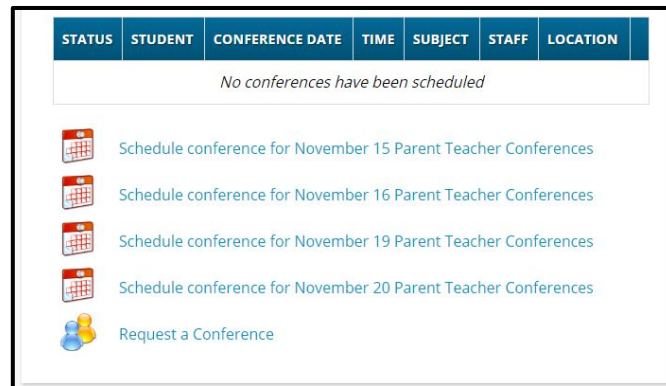 STATUS STUDENT CONFERENCE DATE TIME SUBJECT STAFF LOCATION
No conferences have been scheduled
Schedule conference for November 15 Parent Teacher Conferences
Schedule conference for November 16 Parent Teacher Conferences
Schedule conference for November 19 Parent Teacher Conferences
Schedule conference for November 20 Parent Teacher Conferences
Request a Conference